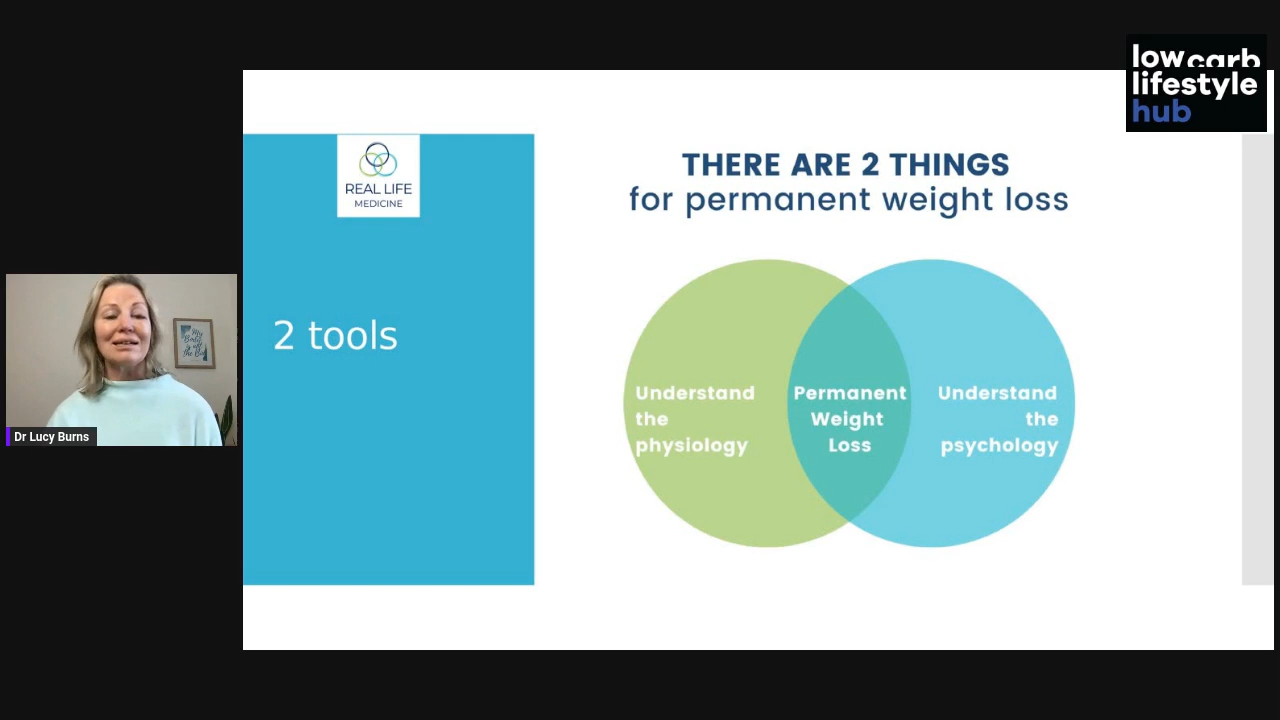 low carb
lifestyle
hub
REAL LIFE
MEDICINE
2 tools
THERE ARE 2 THINGS
for permanent weight loss
Understand
the
physiology
Permanent
Weight
Loss
Understand
the
psychology
Dr Lucy Burns